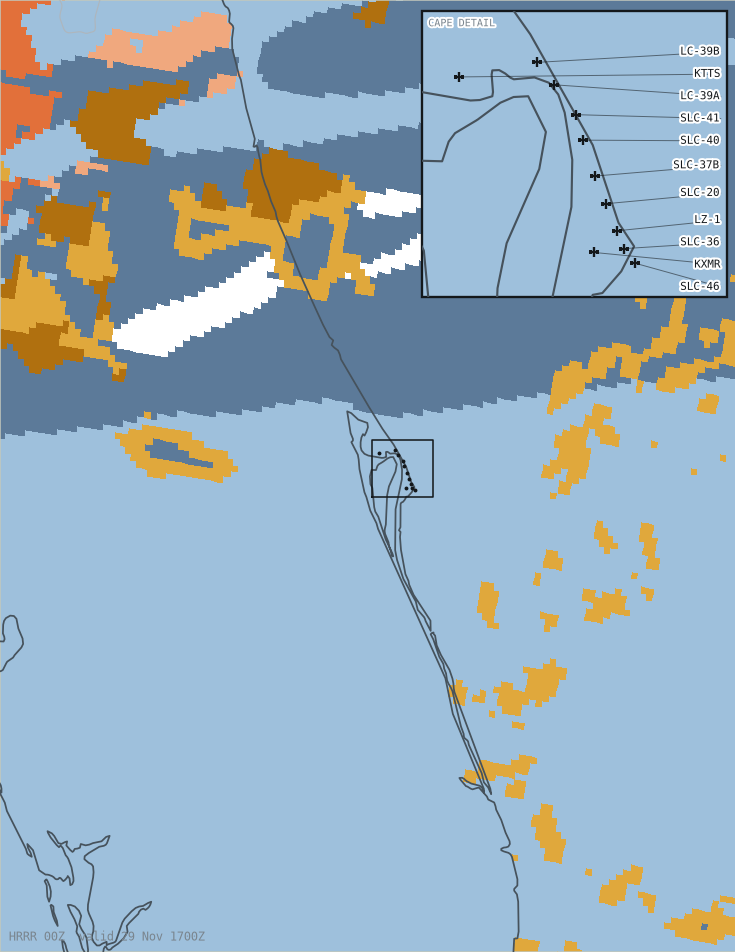 CAPE DETAIL
LC-39B
KTTS
LC-39A
SLC-41
SLC-40
SLC-37B
SLC-20
LZ-1
SLC-36
KXMR
SLC-46
HRRR 00Z valid 29 Nov 1700Z